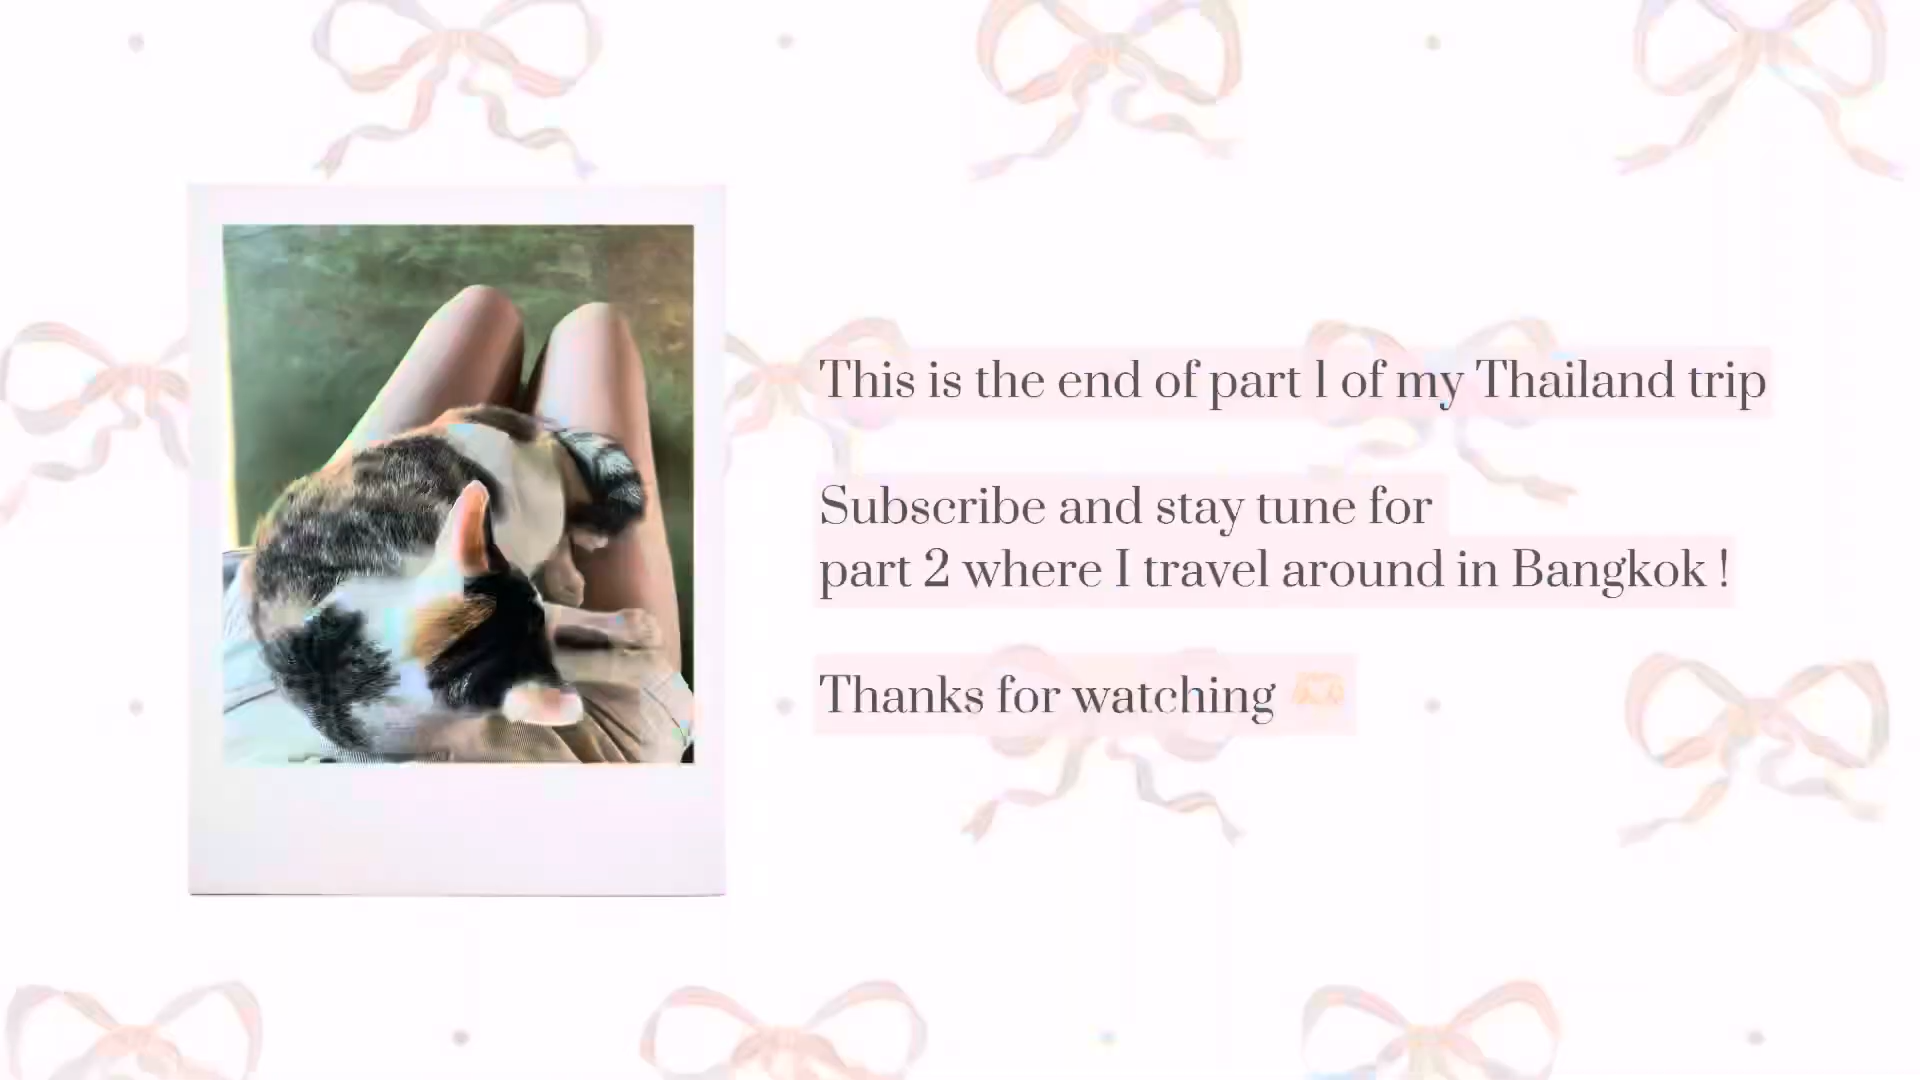 This is the end of part 1 of my Thailand trip
Subscribe and stay tune for
part 2 where I travel around in Bangkok !
Thanks for watching 🫶🏻